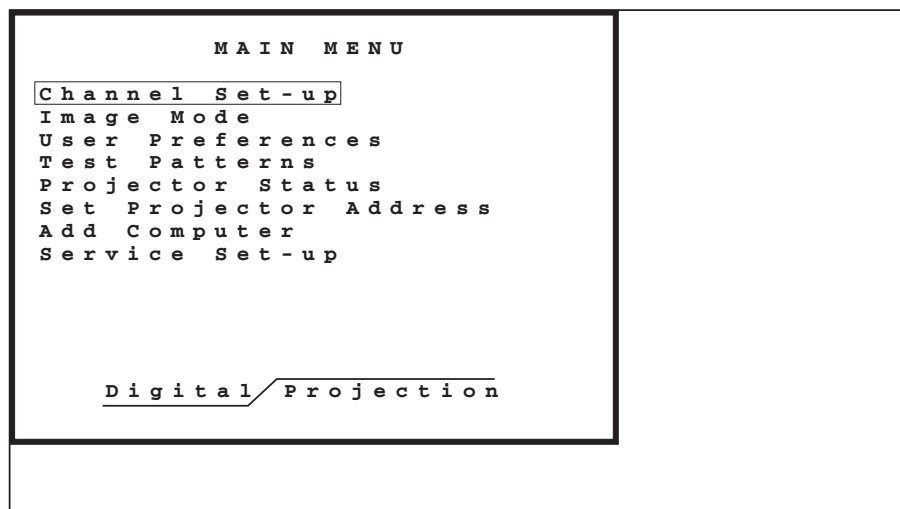 MAIN MENU
Channel Set-up
Image Mode
User Preferences
Test Patterns
Projector Status
Set Projector Address
Add Computer
Service Set-up
Digital Projection